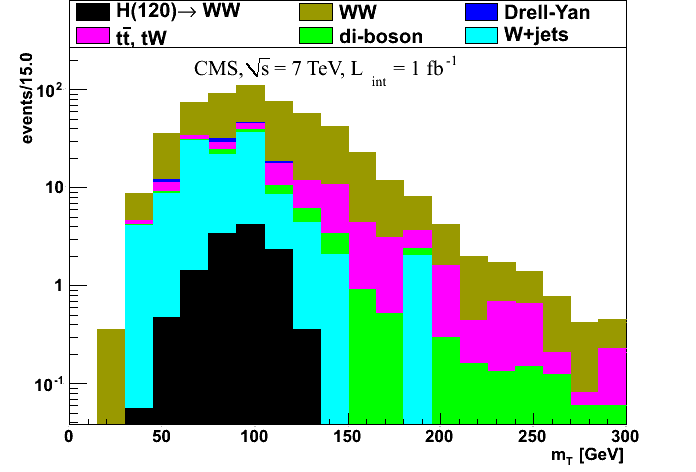 H(120)→ WW WW Drell-Yan
tt̄, tW di-boson W+jets
CMS, √s = 7 TeV, L int = 1 fb⁻¹
events/15.0
10²
10
1
10⁻¹
0 50 100 150 200 250 300
m_T [GeV]